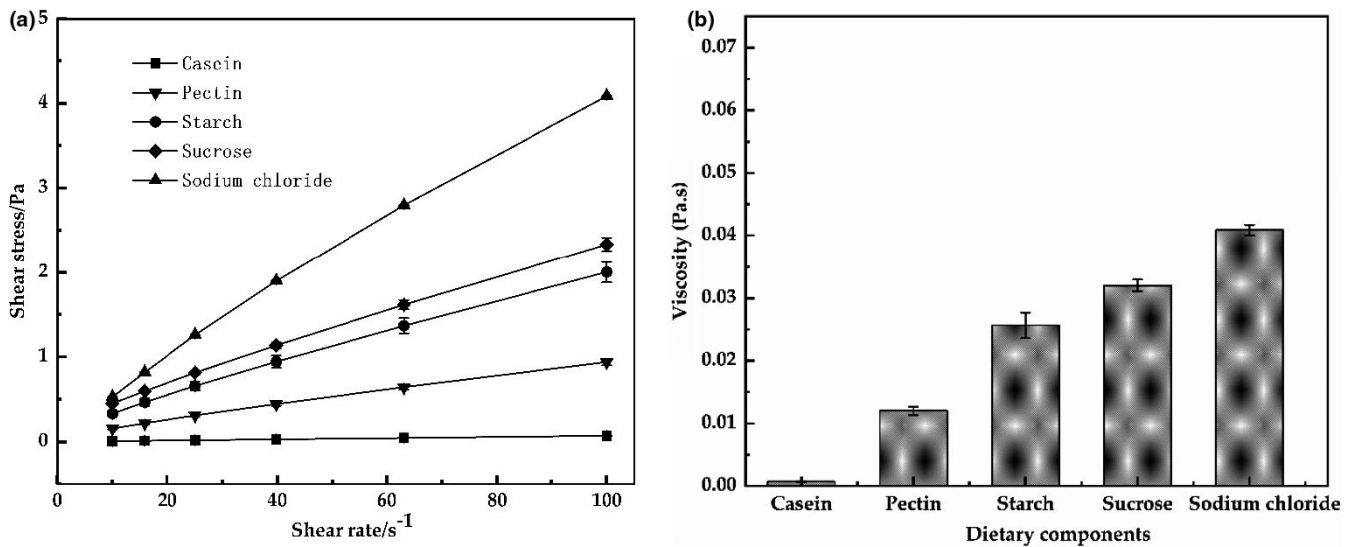 (a)
5
4
3
2
1
0
Shear stress/Pa
Casein
Pectin
Starch
Sucrose
Sodium chloride
0 20 40 60 80 100
Shear rate/s-1
(b)
0.07
0.06
0.05
0.04
0.03
0.02
0.01
0.00
Viscosity (Pa.s)
Casein Pectin Starch Sucrose Sodium chloride
Dietary components